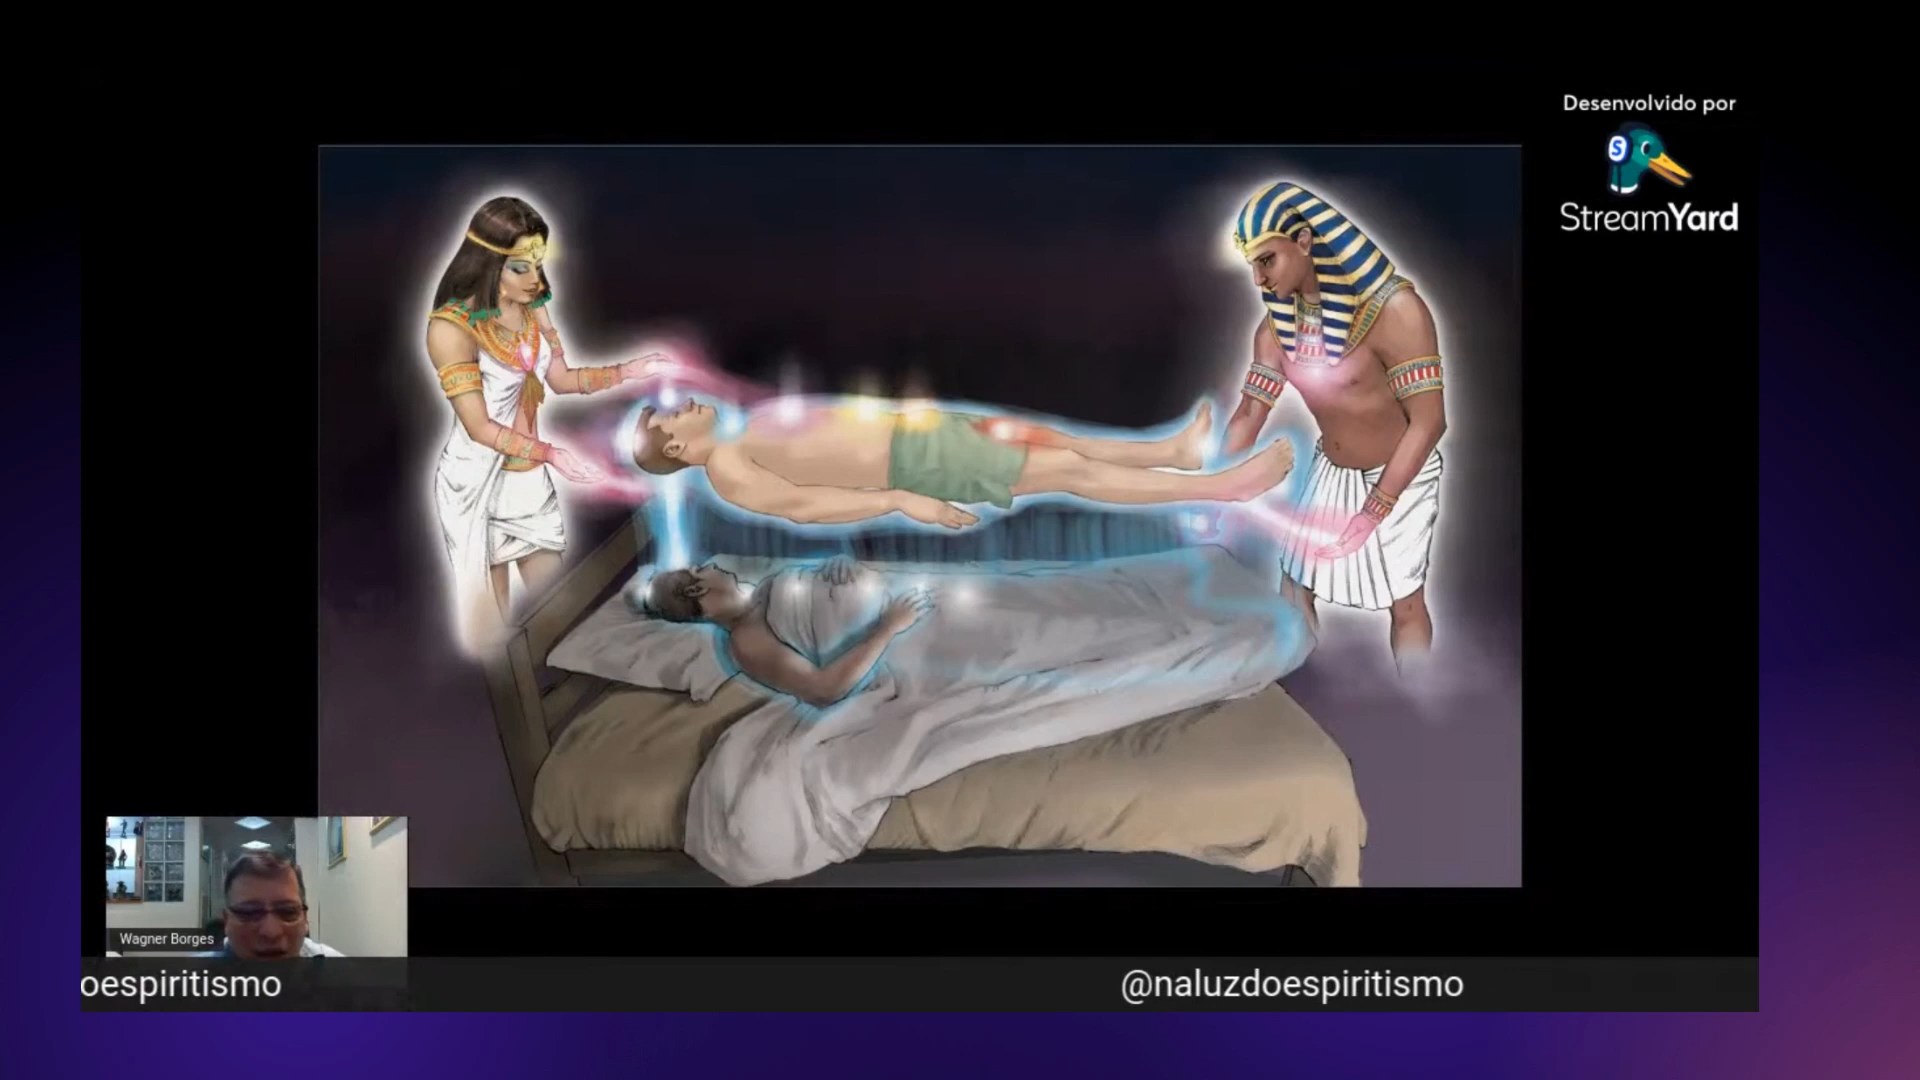 Desenvolvido por
S
StreamYard
Wagner Borges
oespiritismo
@naluzdoespiritismo